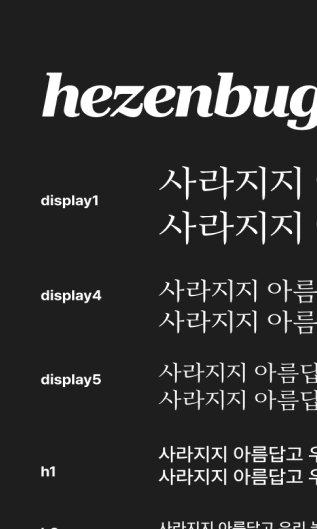 hezenbug
display1
사라지지
사라지지
display4
사라지지 아름
사라지지 아름
display5
사라지지 아름답
사라지지 아름답
h1
사라지지 아름답고 우
사라지지 아름답고 우
사라지지 아름답고 우리